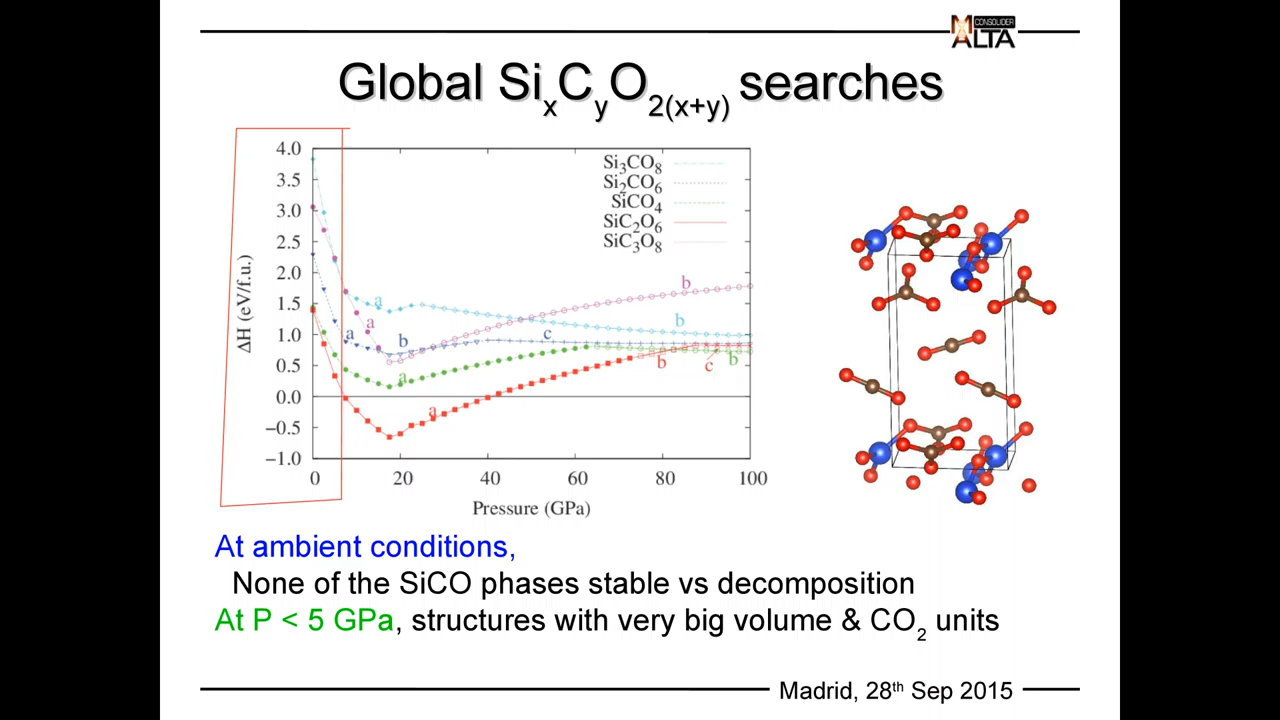 CONSOLIDER
MALTA
Global SixCyO2(x+y) searches
4.0
3.5
3.0
2.5
2.0
1.5
1.0
0.5
0.0
−0.5
−1.0
ΔH (eV/f.u.)
Si3CO8
Si2CO6
SiCO4
SiC2O6
SiC3O8
b
a
a
b
a
b
c
b
c
b
a
a
0 20 40 60 80 100
Pressure (GPa)
At ambient conditions,
None of the SiCO phases stable vs decomposition
At P < 5 GPa, structures with very big volume & CO2 units
Madrid, 28th Sep 2015